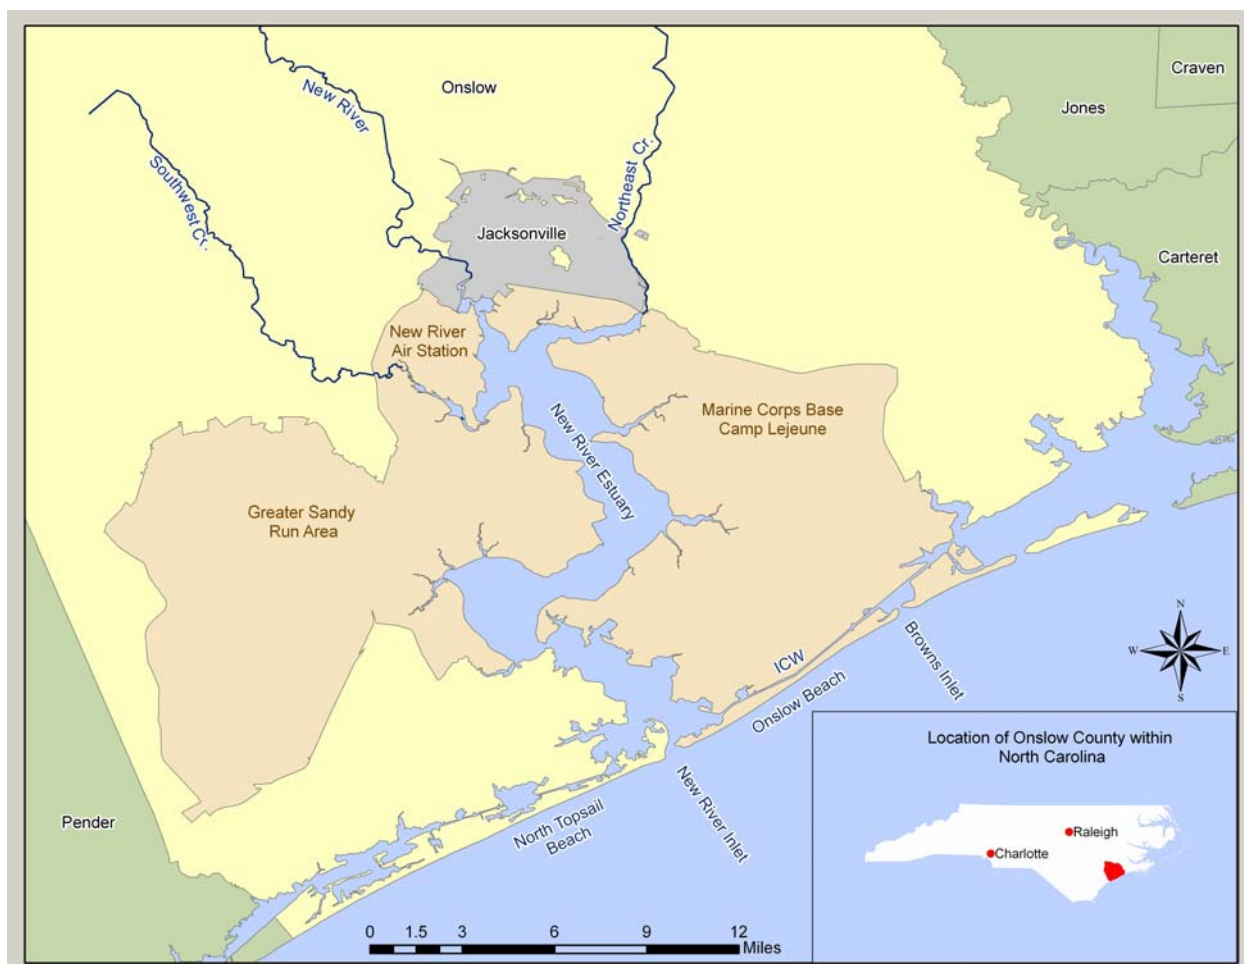 Craven
Onslow
New River
Jones
Southwest Cr.
Northeast Cr.
Jacksonville
Carteret
New River
Air Station
Marine Corps Base
Camp Lejeune
New River Estuary
Greater Sandy
Run Area
N
W
E
S
Browns Inlet
ICW
Onslow Beach
New River Inlet
North Topsail
Beach
Pender
Location of Onslow County within
North Carolina
Raleigh
Charlotte
0 1.5 3 6 9 12
Miles